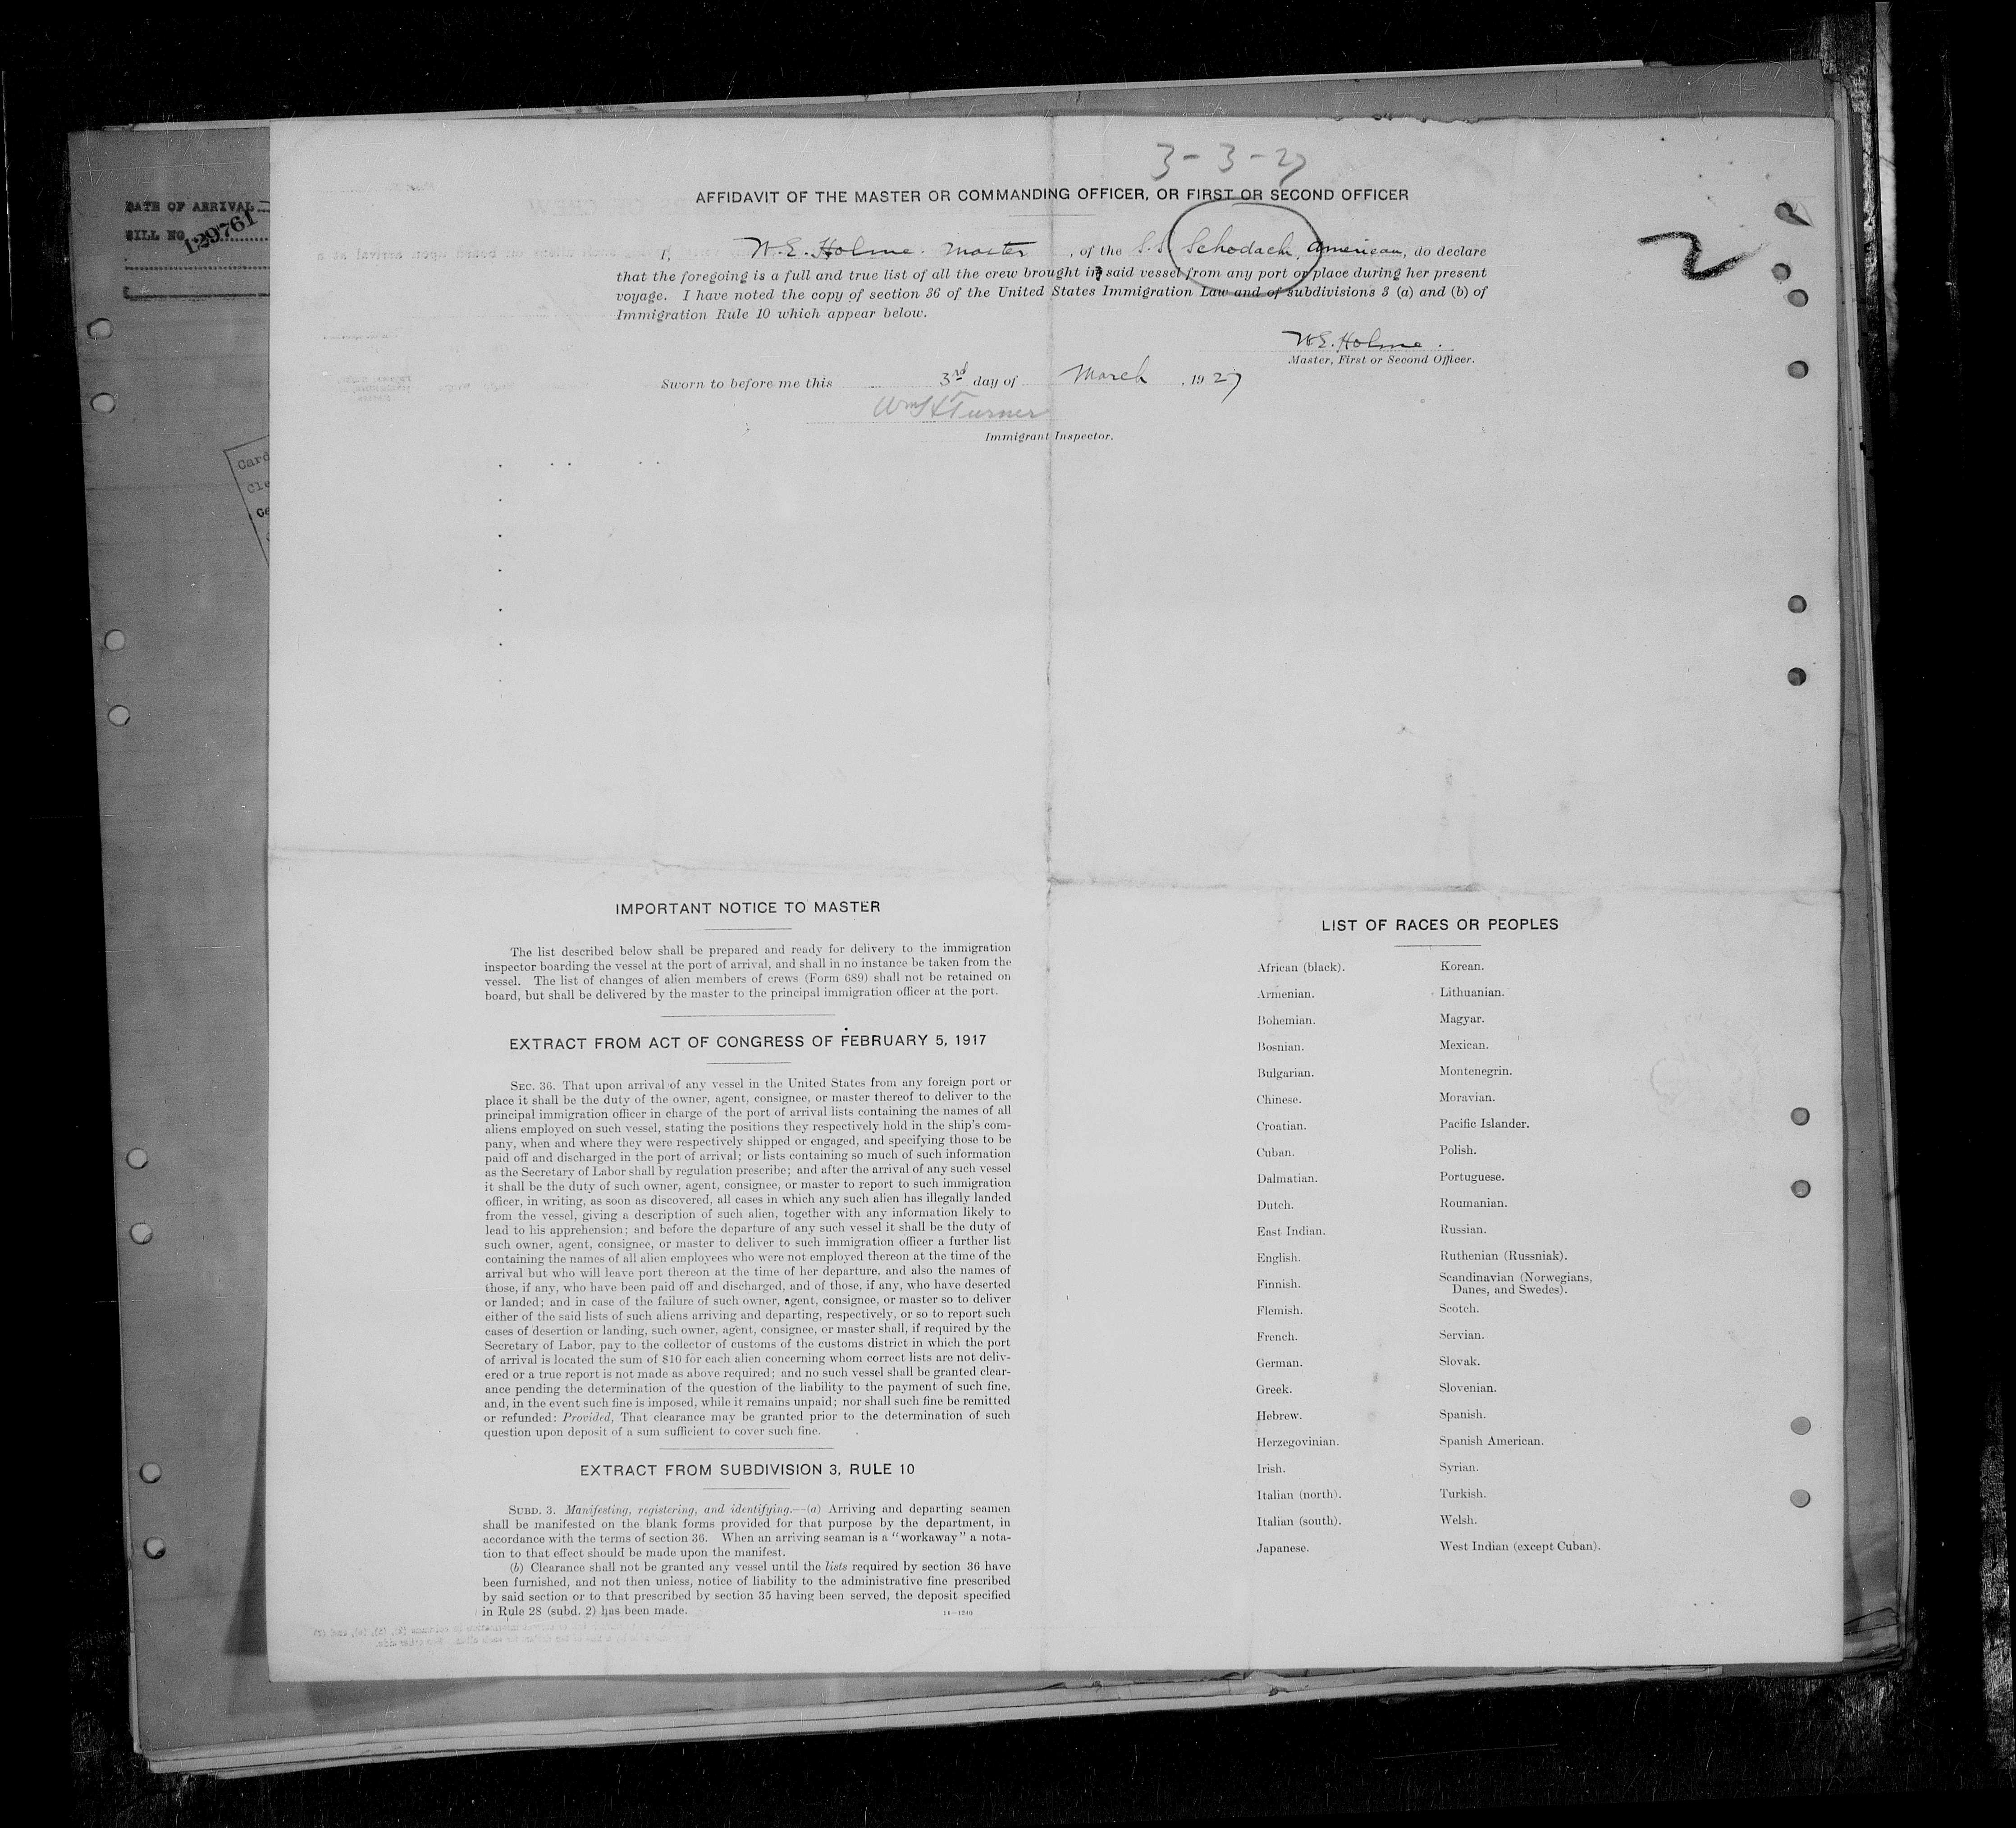 3-3-27
AFFIDAVIT OF THE MASTER OR COMMANDING OFFICER, OR FIRST OR SECOND OFFICER
DATE OF ARRIVAL
BILL NO. 129761
I, W.E. Holme. Master, of the S.S. Schodack, American, do declare
that the foregoing is a full and true list of all the crew brought in said vessel from any port or place during her present
voyage. I have noted the copy of section 36 of the United States Immigration Law and of subdivisions 3 (a) and (b) of
Immigration Rule 10 which appear below.
2
W.E. Holme.
Master, First or Second Officer.
Sworn to before me this 3rd day of March, 1927
Turner
Immigrant Inspector.
Card
Cle
Ce
IMPORTANT NOTICE TO MASTER
The list described below shall be prepared and ready for delivery to the immigration
inspector boarding the vessel at the port of arrival, and shall in no instance be taken from the
vessel. The list of changes of alien members of crews (Form 689) shall not be retained on
board, but shall be delivered by the master to the principal immigration officer at the port.
EXTRACT FROM ACT OF CONGRESS OF FEBRUARY 5, 1917
SEC. 36. That upon arrival of any vessel in the United States from any foreign port or
place it shall be the duty of the owner, agent, consignee, or master thereof to deliver to the
principal immigration officer in charge of the port of arrival lists containing the names of all
aliens employed on such vessel, stating the positions they respectively hold in the ship's com-
pany, when and where they were respectively shipped or engaged, and specifying those to be
paid off and discharged in the port of arrival; or lists containing so much of such information
as the Secretary of Labor shall by regulation prescribe; and after the arrival of any such vessel
it shall be the duty of such owner, agent, consignee, or master to report to such immigration
officer, in writing, as soon as discovered, all cases in which any such alien has illegally landed
from the vessel, giving a description of such alien, together with any information likely to
lead to his apprehension; and before the departure of any such vessel it shall be the duty of
such owner, agent, consignee, or master to deliver to such immigration officer a further list
containing the names of all alien employees who were not employed thereon at the time of the
arrival but who will leave port thereon at the time of her departure, and also the names of
those, if any, who have been paid off and discharged, and of those, if any, who have deserted
or landed; and in case of the failure of such owner, agent, consignee, or master so to deliver
either of the said lists of such aliens arriving and departing, respectively, or so to report such
cases of desertion or landing, such owner, agent, consignee, or master shall, if required by the
Secretary of Labor, pay to the collector of customs of the customs district in which the port
of arrival is located the sum of $10 for each alien concerning whom correct lists are not deliv-
ered or a true report is not made as above required; and no such vessel shall be granted clear-
ance pending the determination of the question of the liability to the payment of such fine,
and, in the event such fine is imposed, while it remains unpaid; nor shall such fine be remitted
or refunded: Provided, That clearance may be granted prior to the determination of such
question upon deposit of a sum sufficient to cover such fine.
EXTRACT FROM SUBDIVISION 3, RULE 10
SUBD. 3. Manifesting, registering, and identifying.—(a) Arriving and departing seamen
shall be manifested on the blank forms provided for that purpose by the department, in
accordance with the terms of section 36. When an arriving seaman is a "workaway" a nota-
tion to that effect should be made upon the manifest.
(b) Clearance shall not be granted any vessel until the lists required by section 36 have
been furnished, and not then unless, notice of liability to the administrative fine prescribed
by said section or to that prescribed by section 35 having been served, the deposit specified
in Rule 28 (subd. 2) has been made.
14—1240
LIST OF RACES OR PEOPLES
African (black).
Armenian.
Bohemian.
Bosnian.
Bulgarian.
Chinese.
Croatian.
Cuban.
Dalmatian.
Dutch.
East Indian.
English.
Finnish.
Flemish.
French.
German.
Greek.
Hebrew.
Herzegovinian.
Irish.
Italian (north).
Italian (south).
Japanese.
Korean.
Lithuanian.
Magyar.
Mexican.
Montenegrin.
Moravian.
Pacific Islander.
Polish.
Portuguese.
Roumanian.
Russian.
Ruthenian (Russniak).
Scandinavian (Norwegians,
Danes, and Swedes).
Scotch.
Servian.
Slovak.
Slovenian.
Spanish.
Spanish American.
Syrian.
Turkish.
Welsh.
West Indian (except Cuban).